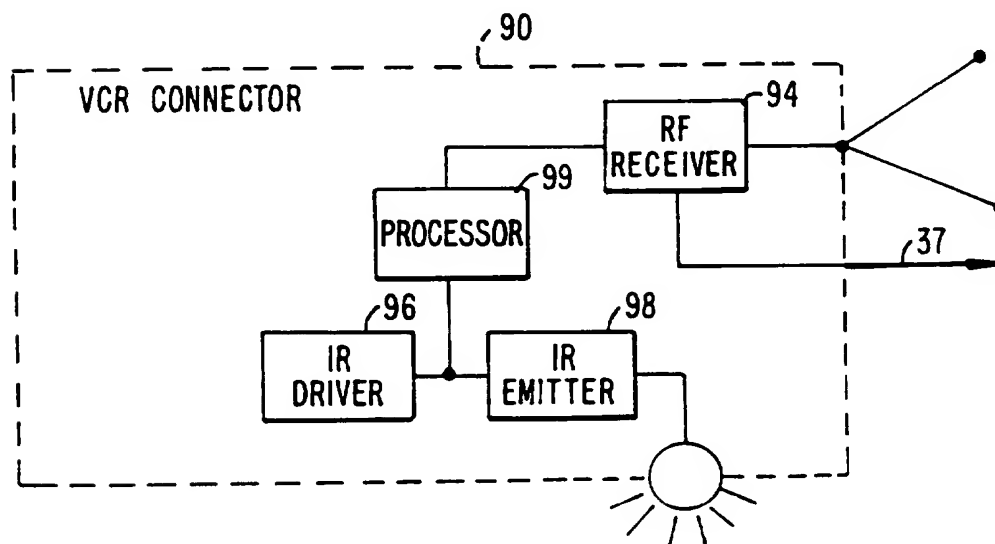 90
VCR CONNECTOR
94
RF
RECEIVER
99
PROCESSOR
37
96
IR
DRIVER
98
IR
EMITTER